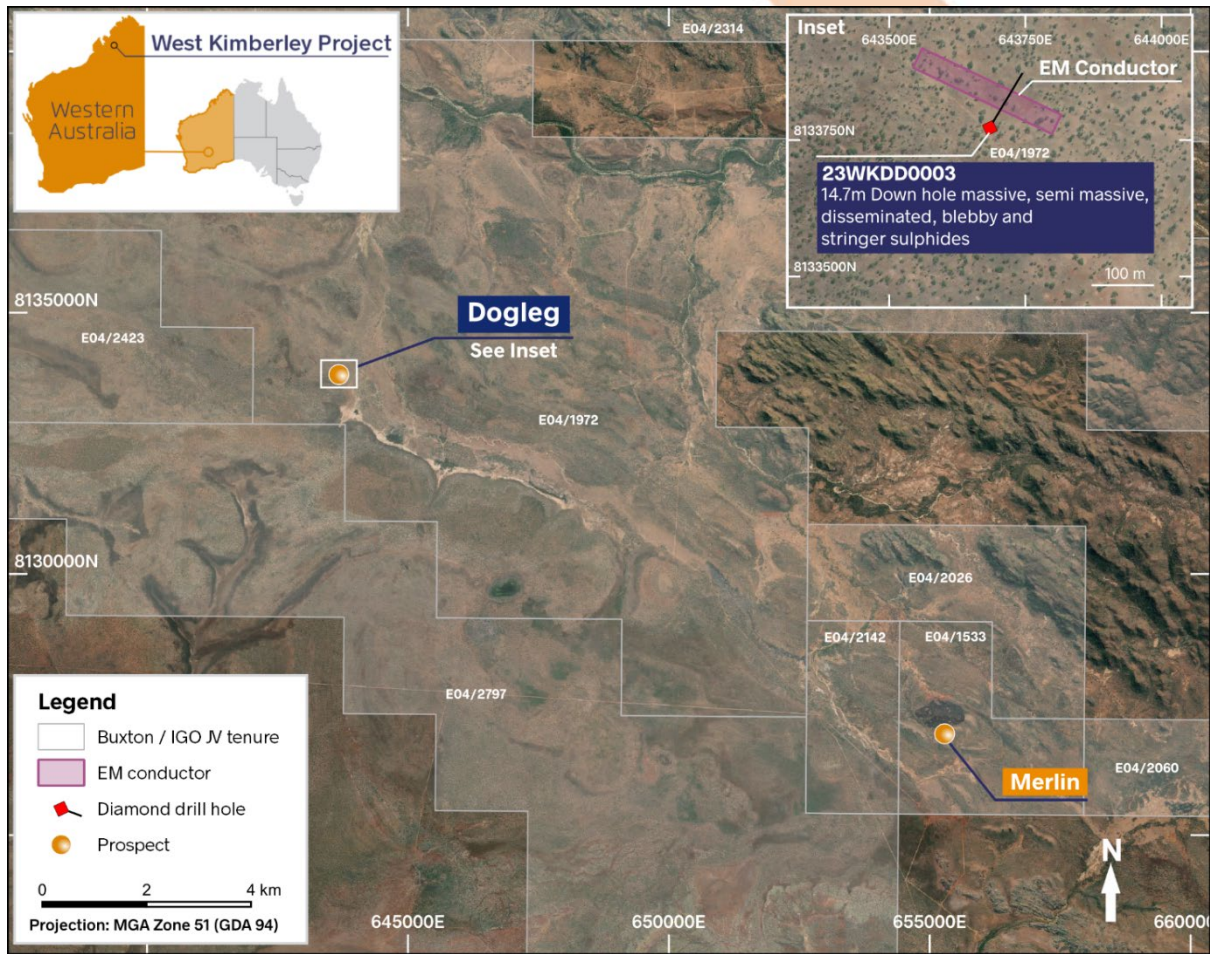 West Kimberley Project
Western
Australia
E04/2314
Inset
643500E
643750E
644000E
EM Conductor
8133750N
E04/1972
23WKDD0003
14.7m Down hole massive, semi massive,
disseminated, blebby and
stringer sulphides
8133500N
100 m
8135000N
E04/2423
Dogleg
See Inset
E04/1972
8130000N
E04/2026
E04/2142
E04/1533
E04/2797
Merlin
E04/2060
N
Legend
Buxton / IGO JV tenure
EM conductor
Diamond drill hole
Prospect
0 2 4 km
Projection: MGA Zone 51 (GDA 94)
645000E
650000E
655000E
660000E